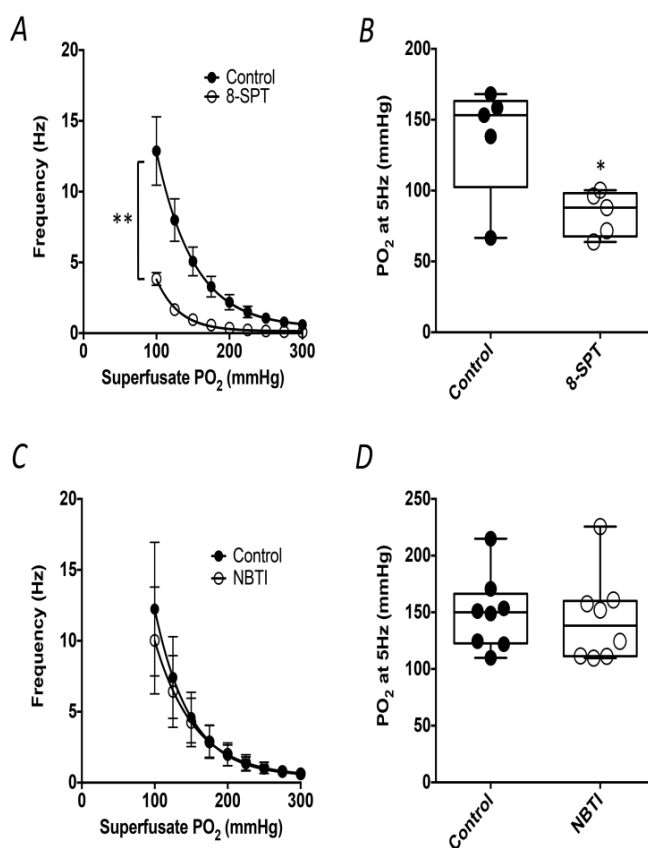 A
20
15
10
5
0
Frequency (Hz)
Control
8-SPT
**
0
100
200
300
Superfusate PO2 (mmHg)
B
200
150
100
50
0
PO2 at 5Hz (mmHg)
*
Control
8-SPT
C
20
15
10
5
0
Frequency (Hz)
Control
NBTI
0
100
200
300
Superfusate PO2 (mmHg)
D
250
200
150
100
50
0
PO2 at 5Hz (mmHg)
Control
NBTI